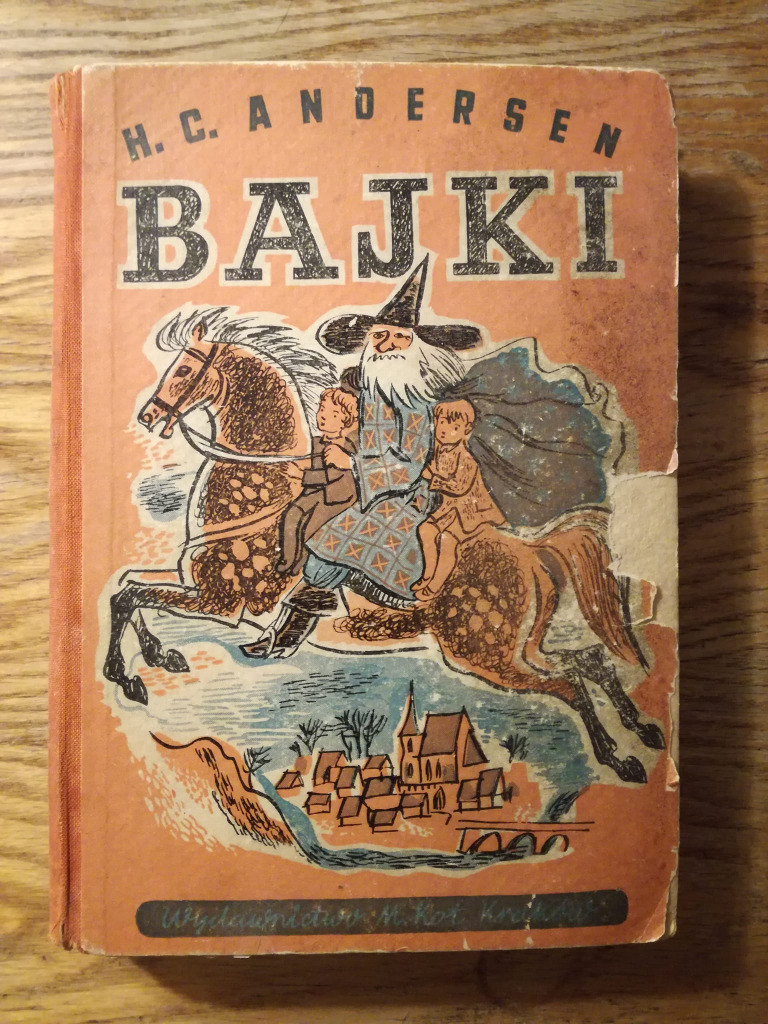 H. C. ANDERSEN
BAJKI
Wydawnictwo M. Kot Kraków